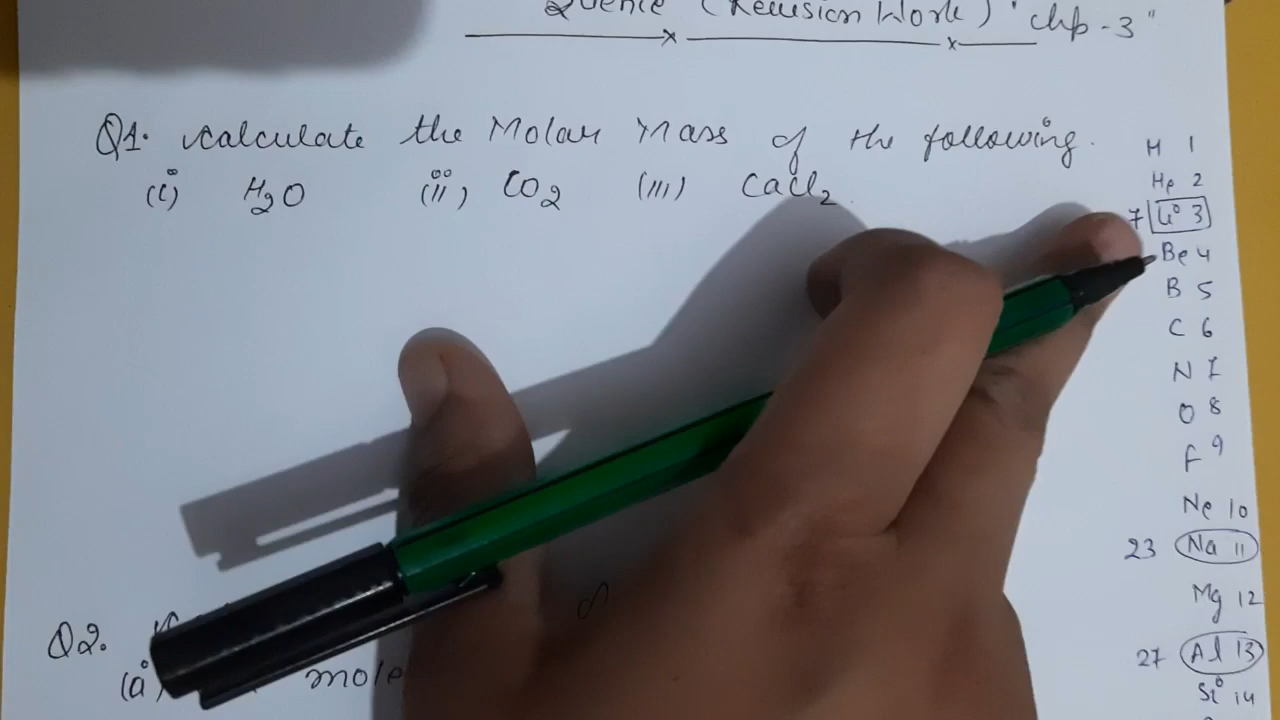 (Revision Work) "Chp-3"
Q1. Calculate the Molar Mass of the following.
(i) H2O (ii) CO2 (iii) CaCl2
H 1
He 2
7 Li 3
Be 4
B 5
C 6
N 7
O 8
F 9
Ne 10
23 Na 11
Mg 12
27 Al 13
Si 14
Q2.
(a) mole